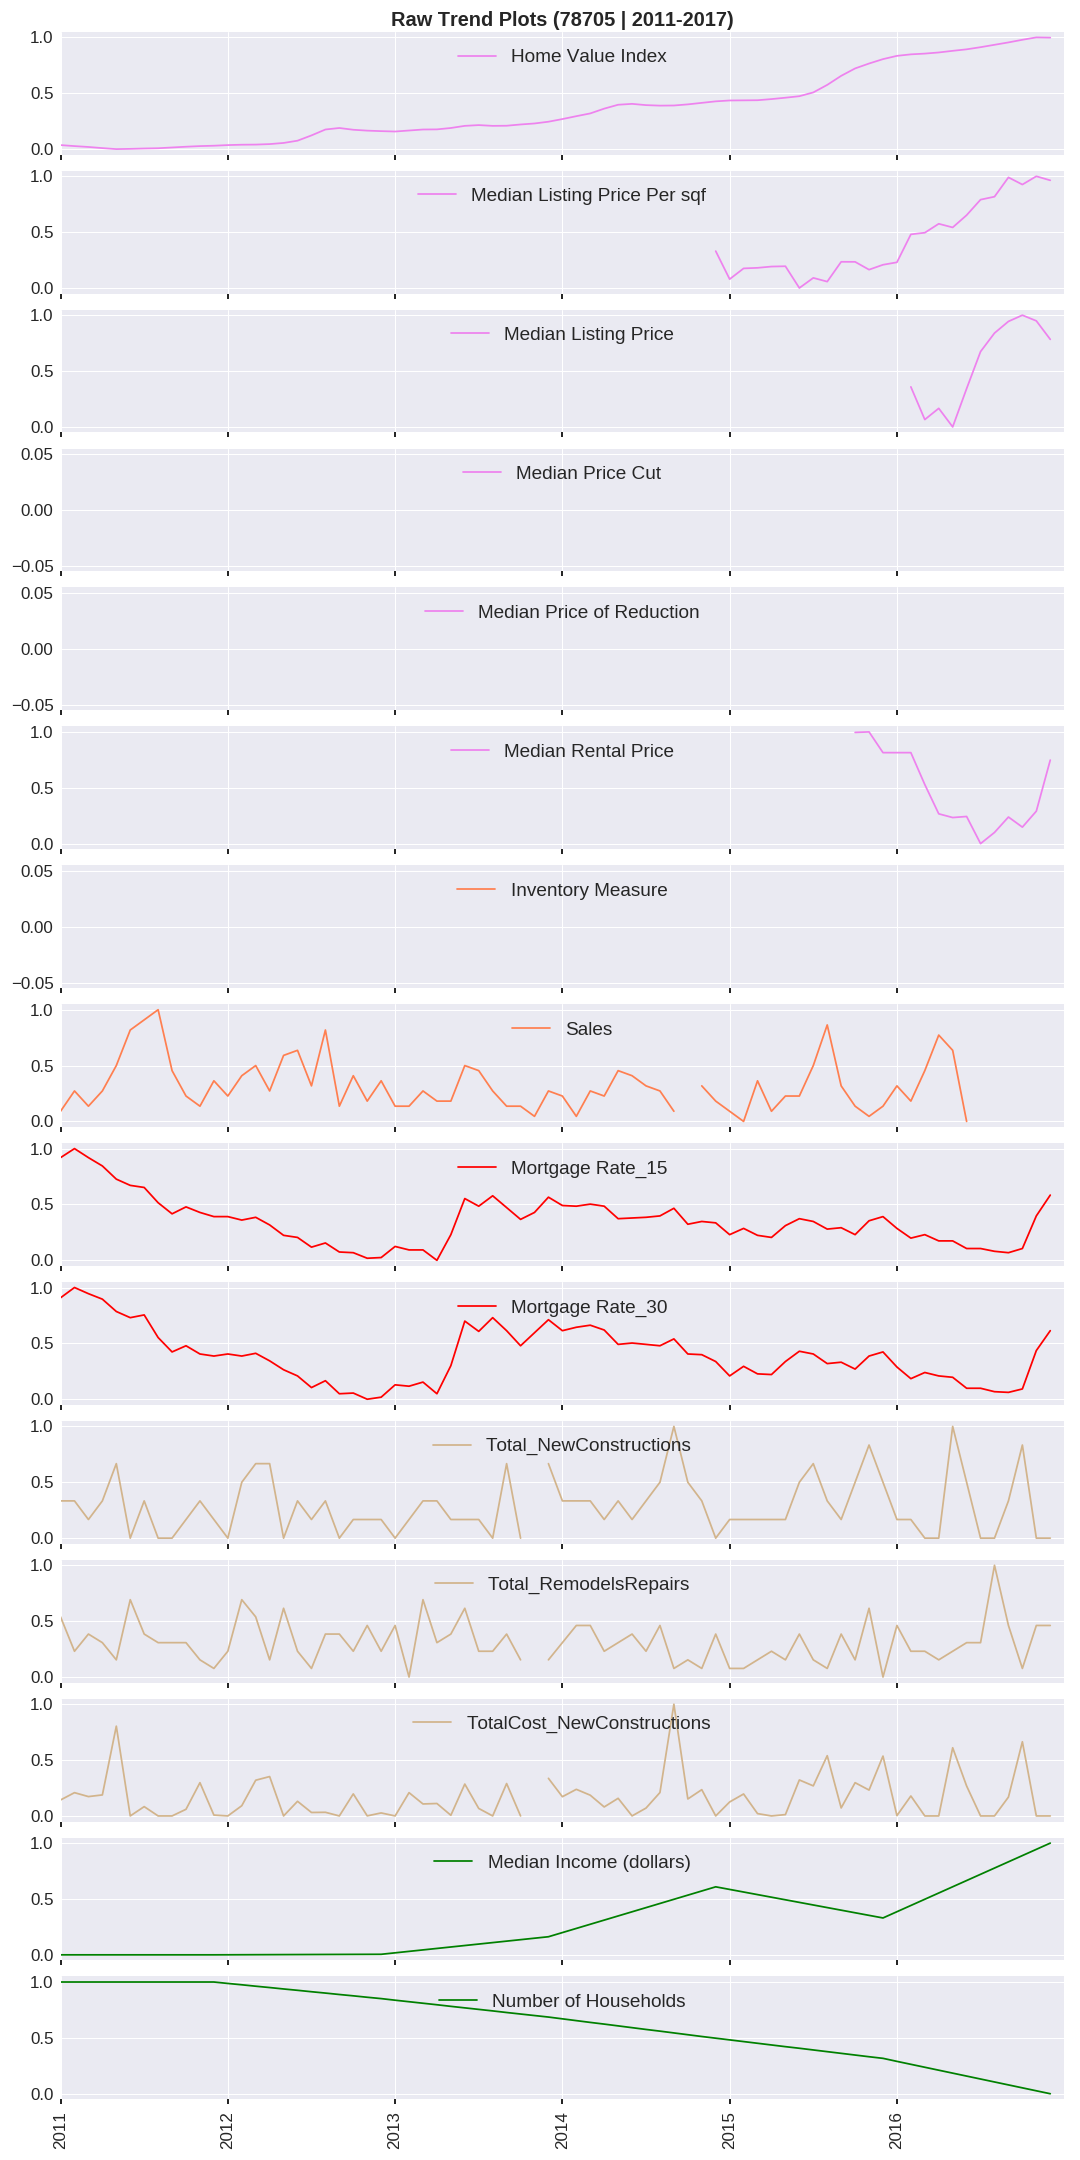 Raw Trend Plots (78705 | 2011-2017)
1.0
Home Value Index
0.5
0.0
1.0
Median Listing Price Per sqf
0.5
0.0
1.0
Median Listing Price
0.5
0.0
0.05
Median Price Cut
0.00
−0.05
0.05
Median Price of Reduction
0.00
−0.05
1.0
Median Rental Price
0.5
0.0
0.05
Inventory Measure
0.00
−0.05
1.0
Sales
0.5
0.0
1.0
Mortgage Rate_15
0.5
0.0
1.0
Mortgage Rate_30
0.5
0.0
1.0
Total_NewConstructions
0.5
0.0
1.0
Total_RemodelsRepairs
0.5
0.0
1.0
TotalCost_NewConstructions
0.5
0.0
1.0
Median Income (dollars)
0.5
0.0
1.0
Number of Households
0.5
0.0
2011 2012 2013 2014 2015 2016